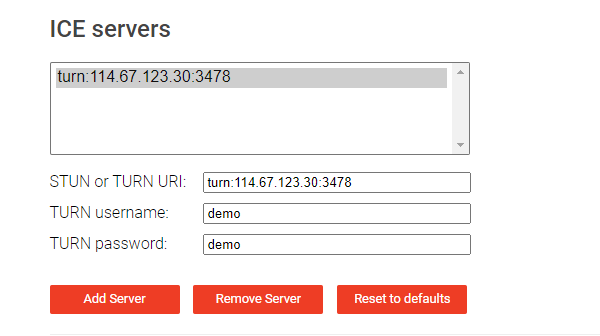 ICE servers
turn:114.67.123.30:3478
STUN or TURN URI: turn:114.67.123.30:3478
TURN username: demo
TURN password: demo
Add Server Remove Server Reset to defaults